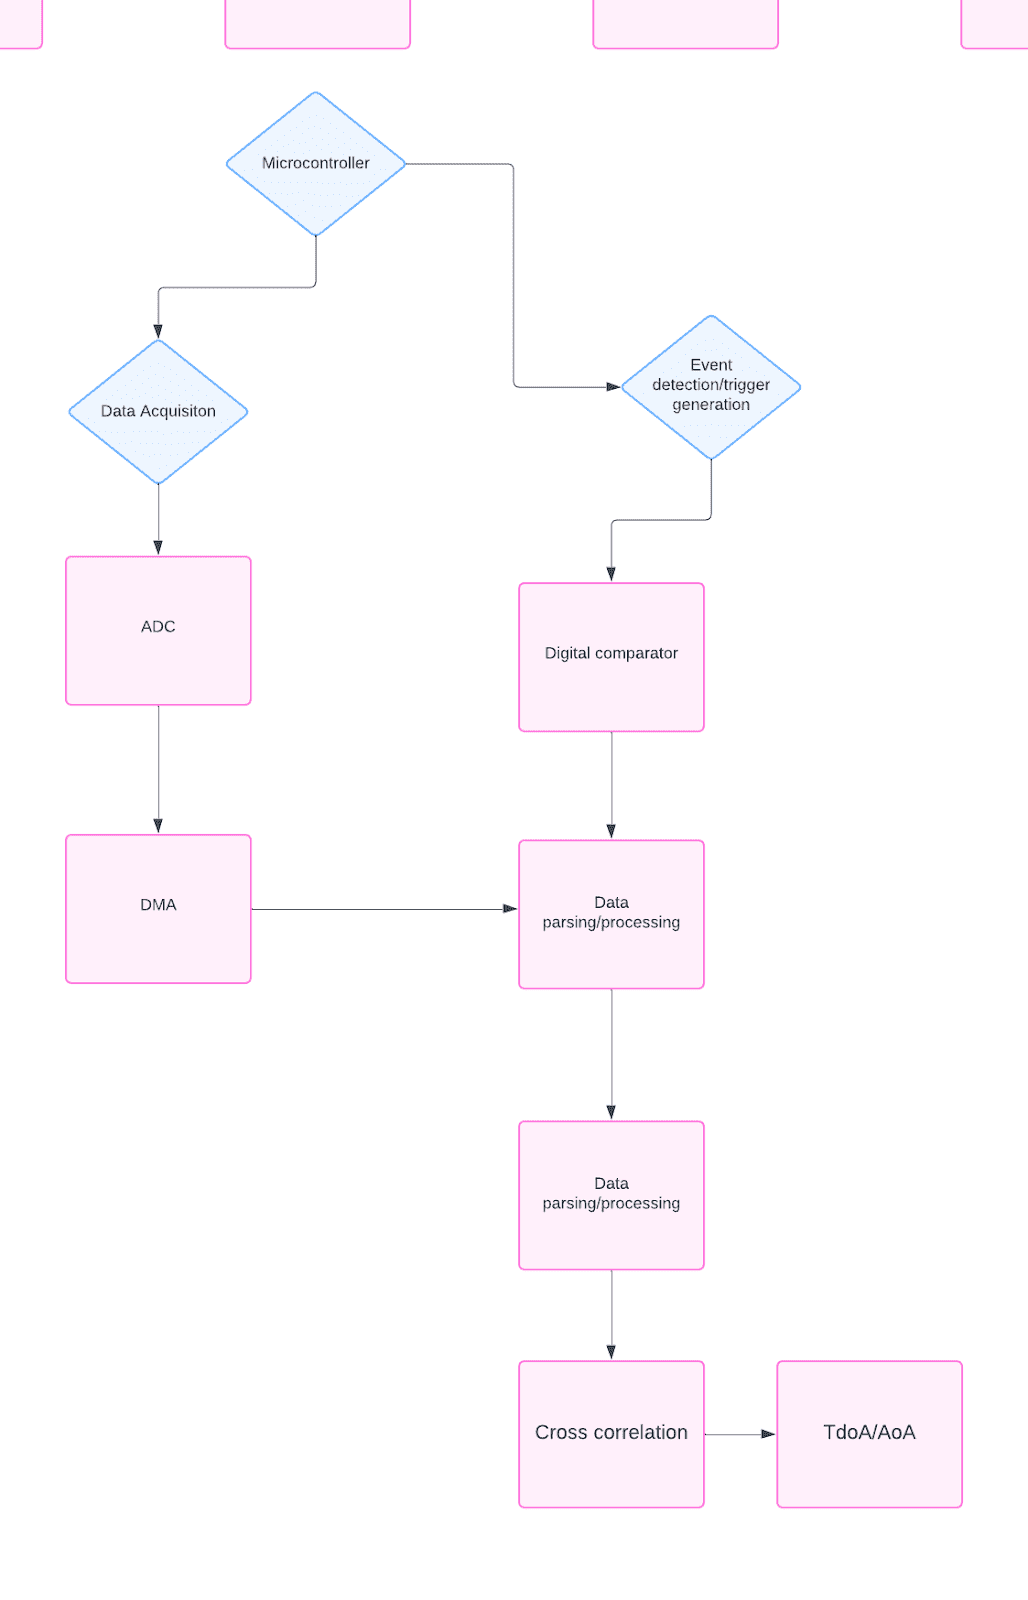 Microcontroller
Event
detection/trigger
generation
Data Acquisiton
ADC
Digital comparator
DMA
Data
parsing/processing
Data
parsing/processing
Cross correlation
TdoA/AoA